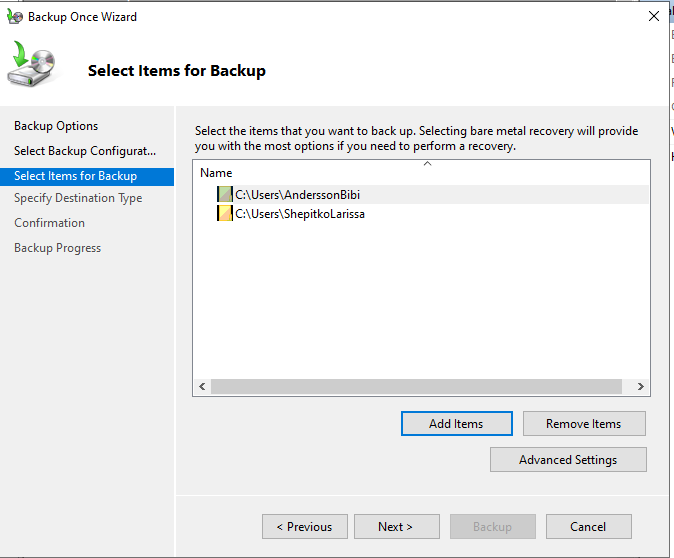 Backup Once Wizard
Select Items for Backup
Backup Options
Select Backup Configurat...
Select Items for Backup
Specify Destination Type
Confirmation
Backup Progress
Select the items that you want to back up. Selecting bare metal recovery will provide
you with the most options if you need to perform a recovery.
Name
C:\Users\AnderssonBibi
C:\Users\ShepitkoLarissa
Add Items
Remove Items
Advanced Settings
< Previous
Next >
Backup
Cancel